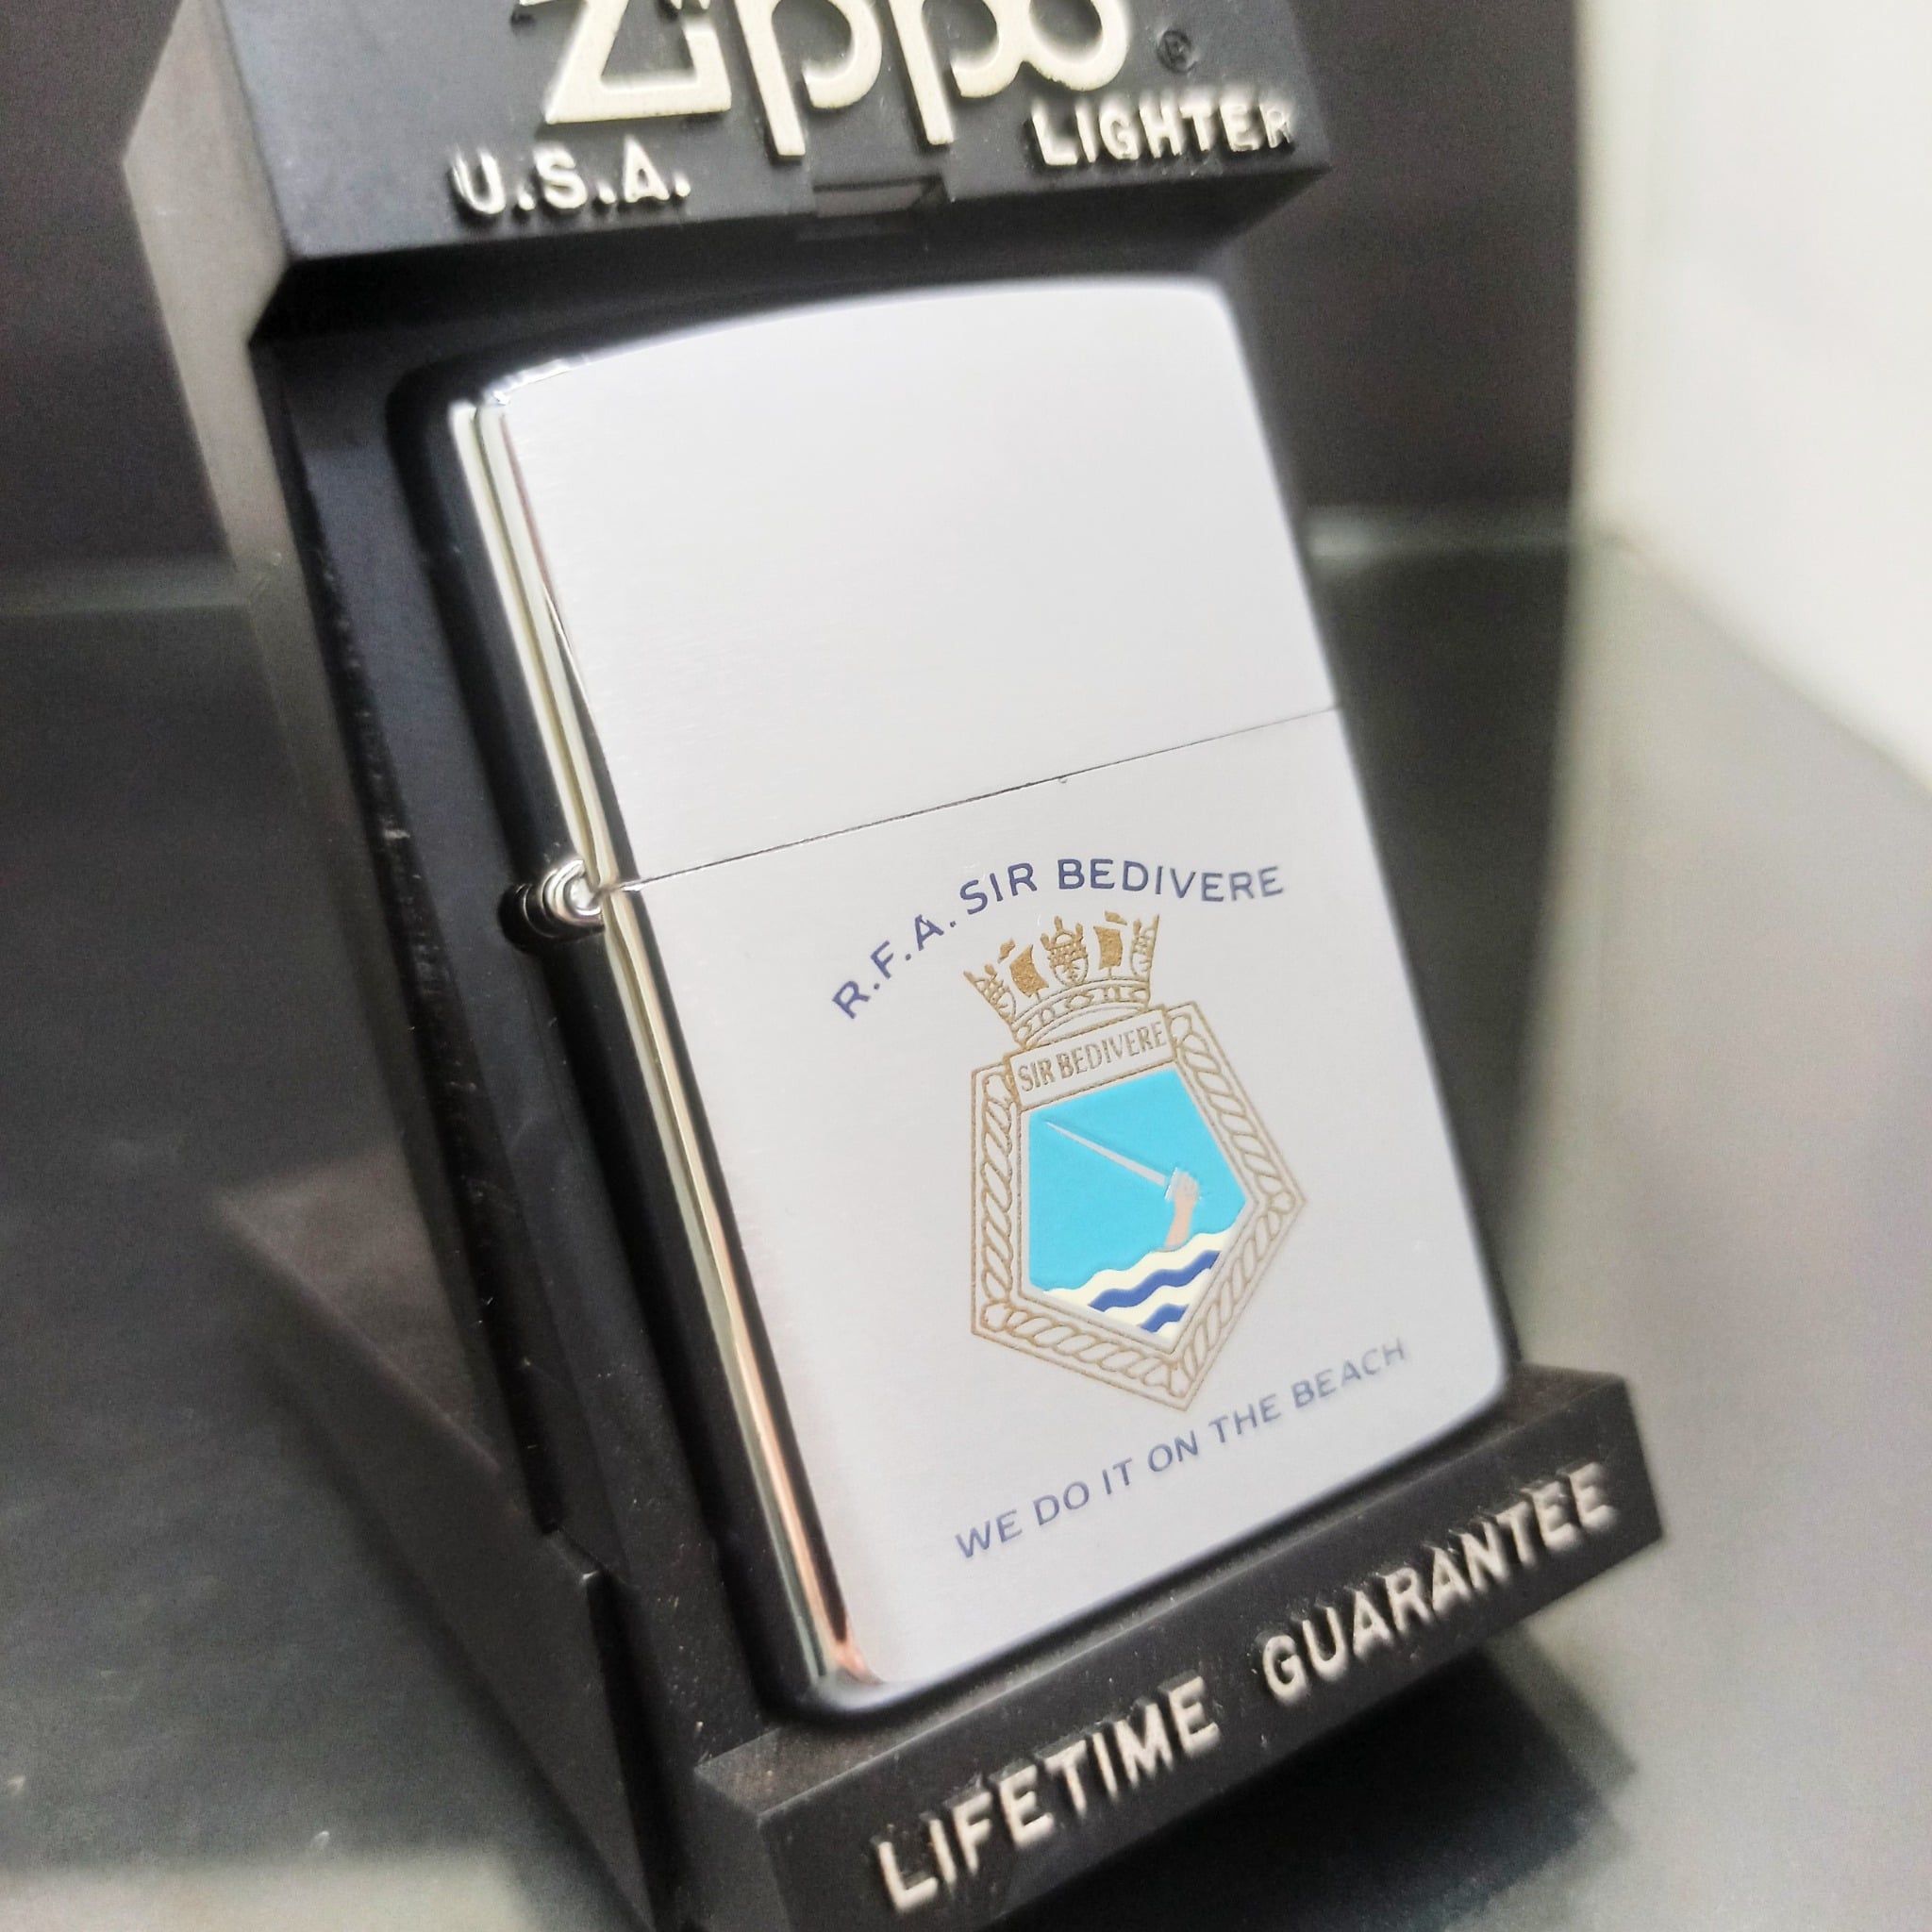 Zippo ®
U.S.A. LIGHTER
R.F.A. SIR BEDIVERE
SIR BEDIVERE
WE DO IT ON THE BEACH
LIFETIME GUARANTEE